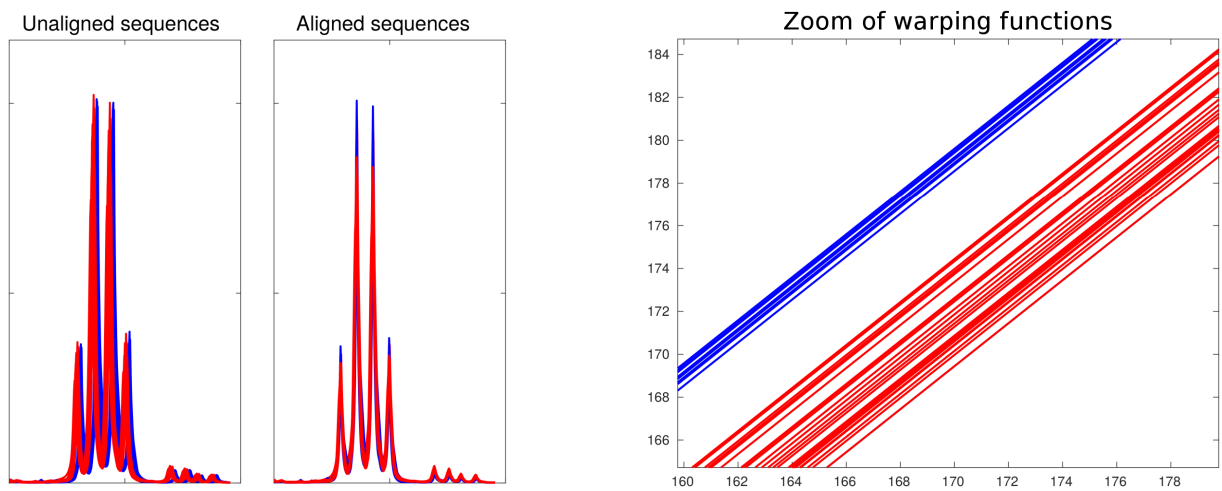 Unaligned sequences
Aligned sequences
Zoom of warping functions
184
182
180
178
176
174
172
170
168
166
160 162 164 166 168 170 172 174 176 178